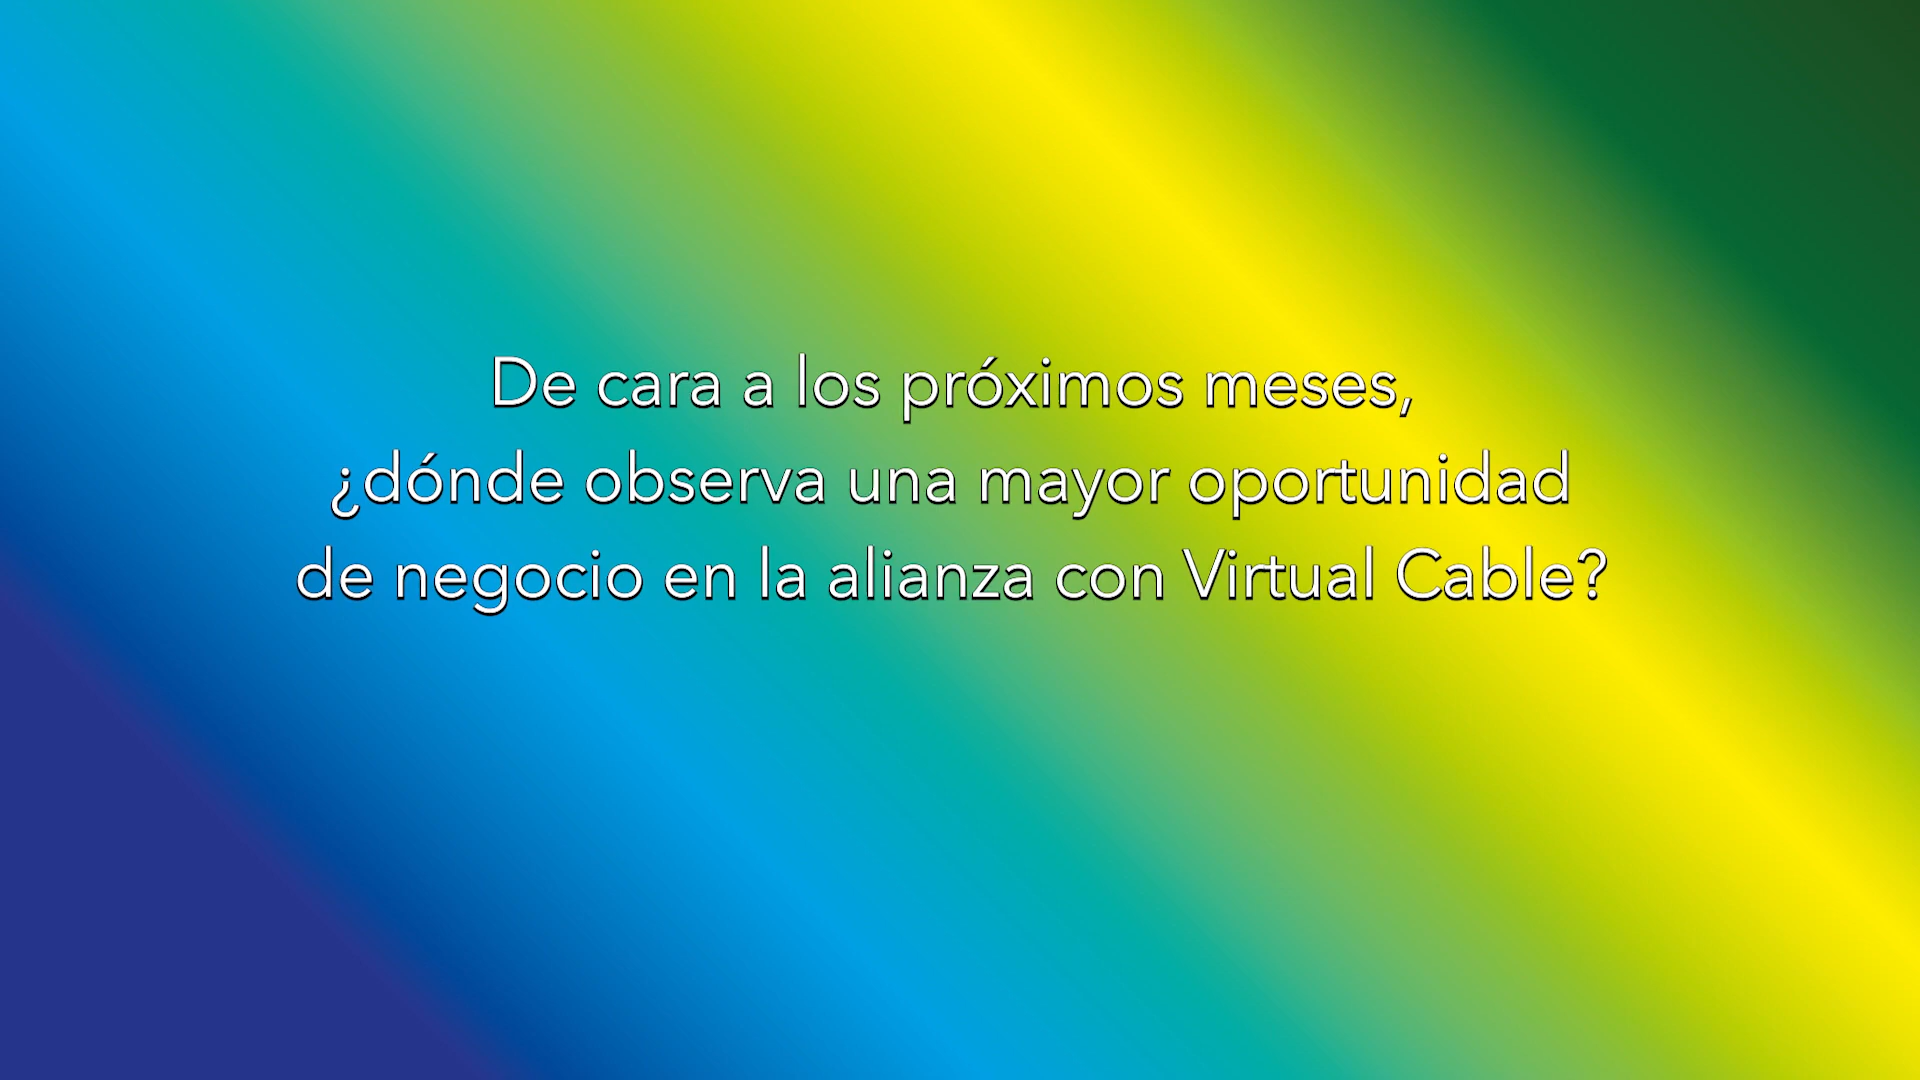 De cara a los próximos meses,
¿dónde observa una mayor oportunidad
de negocio en la alianza con Virtual Cable?